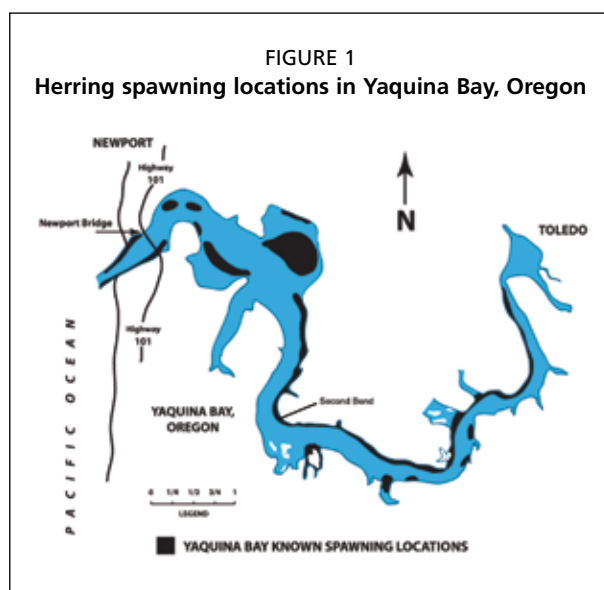 FIGURE 1
Herring spawning locations in Yaquina Bay, Oregon
NEWPORT
Highway
101
Newport Bridge
N
TOLEDO
Highway
101
PACIFIC OCEAN
Second Bend
YAQUINA BAY,
OREGON
0 1/4 1/2 3/4 1
LEGEND
YAQUINA BAY KNOWN SPAWNING LOCATIONS